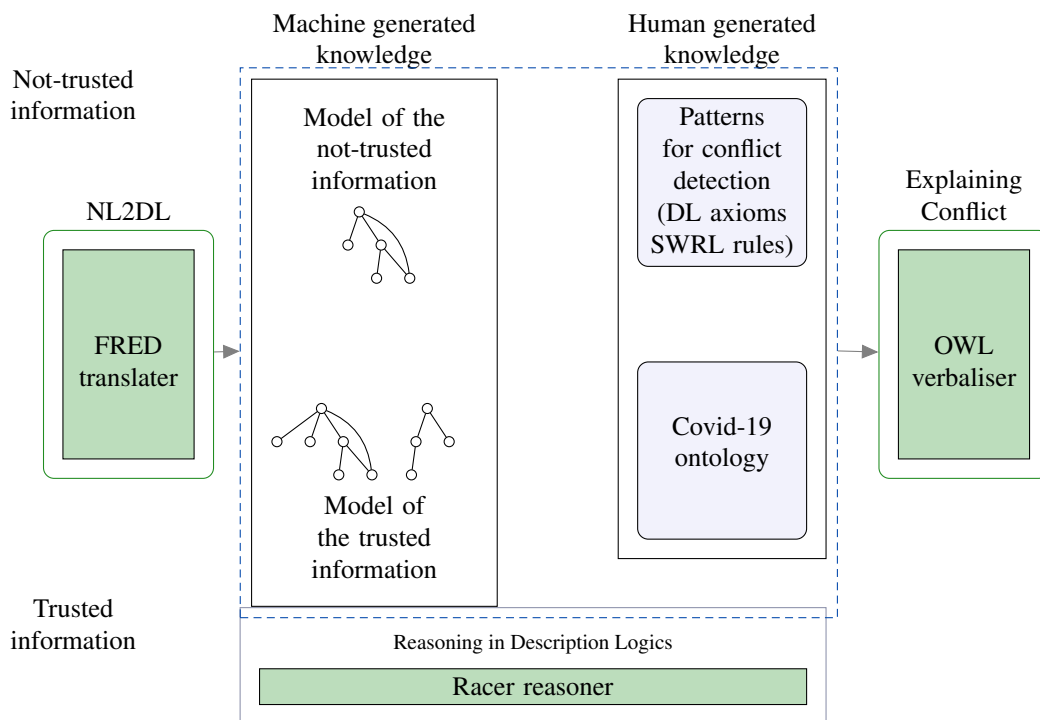 Machine generated
knowledge
Human generated
knowledge
Not-trusted
information
Model of the
not-trusted
information
Patterns
for conflict
detection
(DL axioms
SWRL rules)
NL2DL
Explaining
Conflict
FRED
translater
OWL
verbaliser
Covid-19
ontology
Model of
the trusted
information
Trusted
information
Reasoning in Description Logics
Racer reasoner